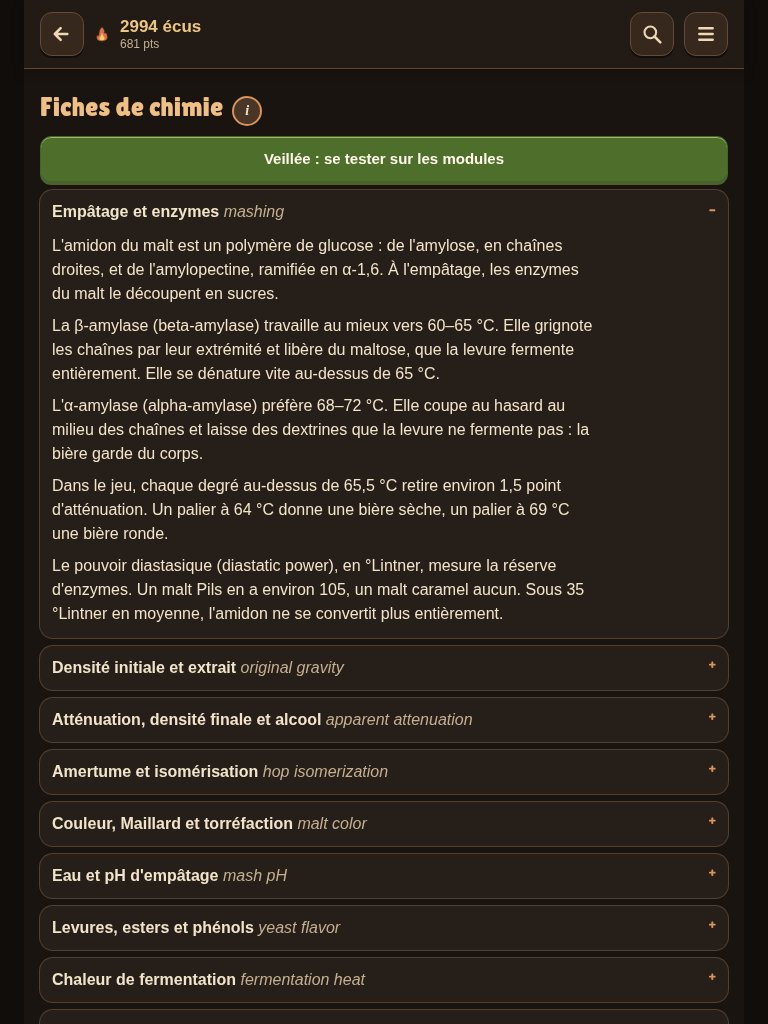 2994 écus
681 pts
Fiches de chimie i
Veillée : se tester sur les modules
Empâtage et enzymes mashing −
L'amidon du malt est un polymère de glucose : de l'amylose, en chaînes
droites, et de l'amylopectine, ramifiée en α-1,6. À l'empâtage, les enzymes
du malt le découpent en sucres.
La β-amylase (beta-amylase) travaille au mieux vers 60–65 °C. Elle grignote
les chaînes par leur extrémité et libère du maltose, que la levure fermente
entièrement. Elle se dénature vite au-dessus de 65 °C.
L'α-amylase (alpha-amylase) préfère 68–72 °C. Elle coupe au hasard au
milieu des chaînes et laisse des dextrines que la levure ne fermente pas : la
bière garde du corps.
Dans le jeu, chaque degré au-dessus de 65,5 °C retire environ 1,5 point
d'atténuation. Un palier à 64 °C donne une bière sèche, un palier à 69 °C
une bière ronde.
Le pouvoir diastasique (diastatic power), en °Lintner, mesure la réserve
d'enzymes. Un malt Pils en a environ 105, un malt caramel aucun. Sous 35
°Lintner en moyenne, l'amidon ne se convertit plus entièrement.
Densité initiale et extrait original gravity +
Atténuation, densité finale et alcool apparent attenuation +
Amertume et isomérisation hop isomerization +
Couleur, Maillard et torréfaction malt color +
Eau et pH d'empâtage mash pH +
Levures, esters et phénols yeast flavor +
Chaleur de fermentation fermentation heat +